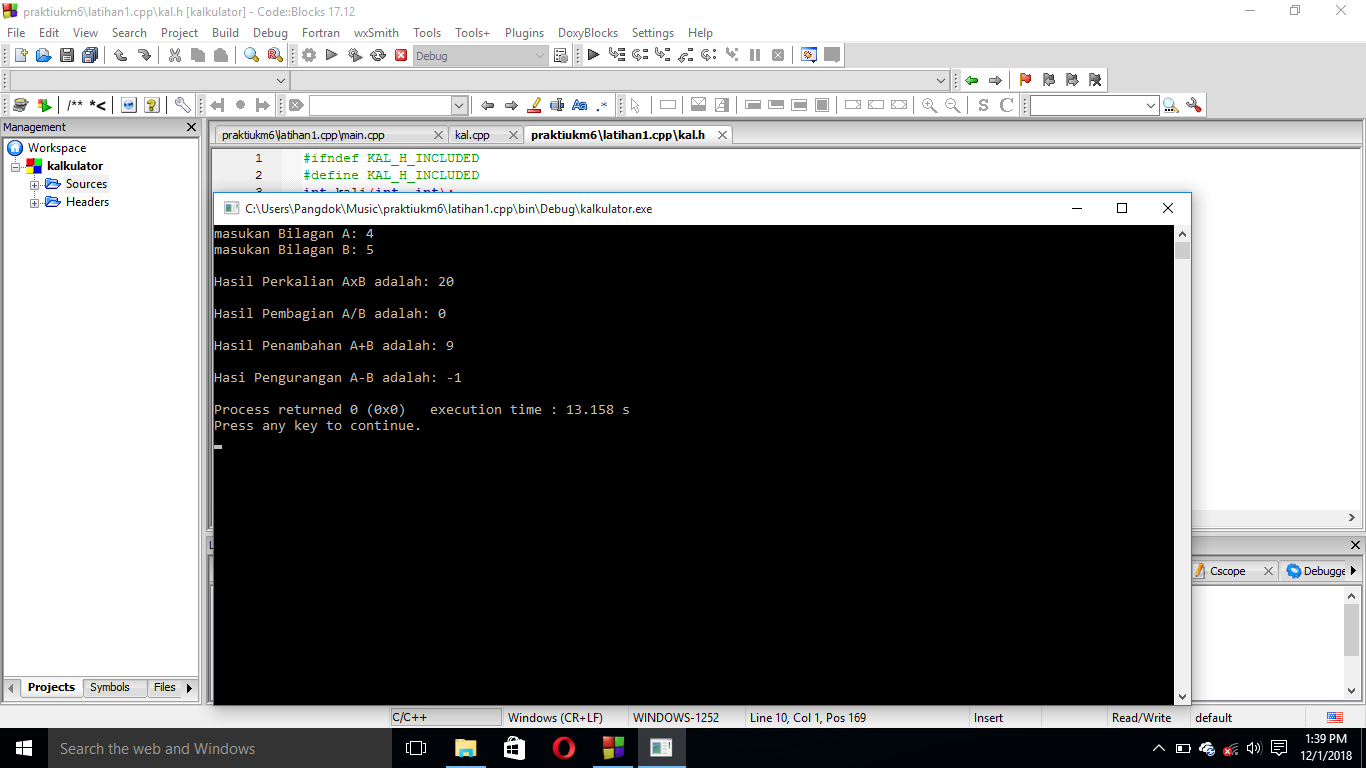 praktiukm6\latihan1.cpp\kal.h [kalkulator] - Code::Blocks 17.12
File Edit View Search Project Build Debug Fortran wxSmith Tools Tools+ Plugins DoxyBlocks Settings Help
Debug
/** *<
Aa .*
S C
Management
praktiukm6\latihan1.cpp\main.cpp
kal.cpp
praktiukm6\latihan1.cpp\kal.h
Workspace
kalkulator
Sources
Headers
1 #ifndef KAL_H_INCLUDED
2 #define KAL_H_INCLUDED
3 int kali(int, int);
C:\Users\Pangdok\Music\praktiukm6\latihan1.cpp\bin\Debug\kalkulator.exe
masukan Bilagan A: 4
masukan Bilagan B: 5
Hasil Perkalian AxB adalah: 20
Hasil Pembagian A/B adalah: 0
Hasil Penambahan A+B adalah: 9
Hasi Pengurangan A-B adalah: -1
Process returned 0 (0x0)   execution time : 13.158 s
Press any key to continue.
Cscope
Debugge
Projects Symbols Files
C/C++ Windows (CR+LF) WINDOWS-1252 Line 10, Col 1, Pos 169 Insert Read/Write default
Search the web and Windows
1:39 PM
12/1/2018